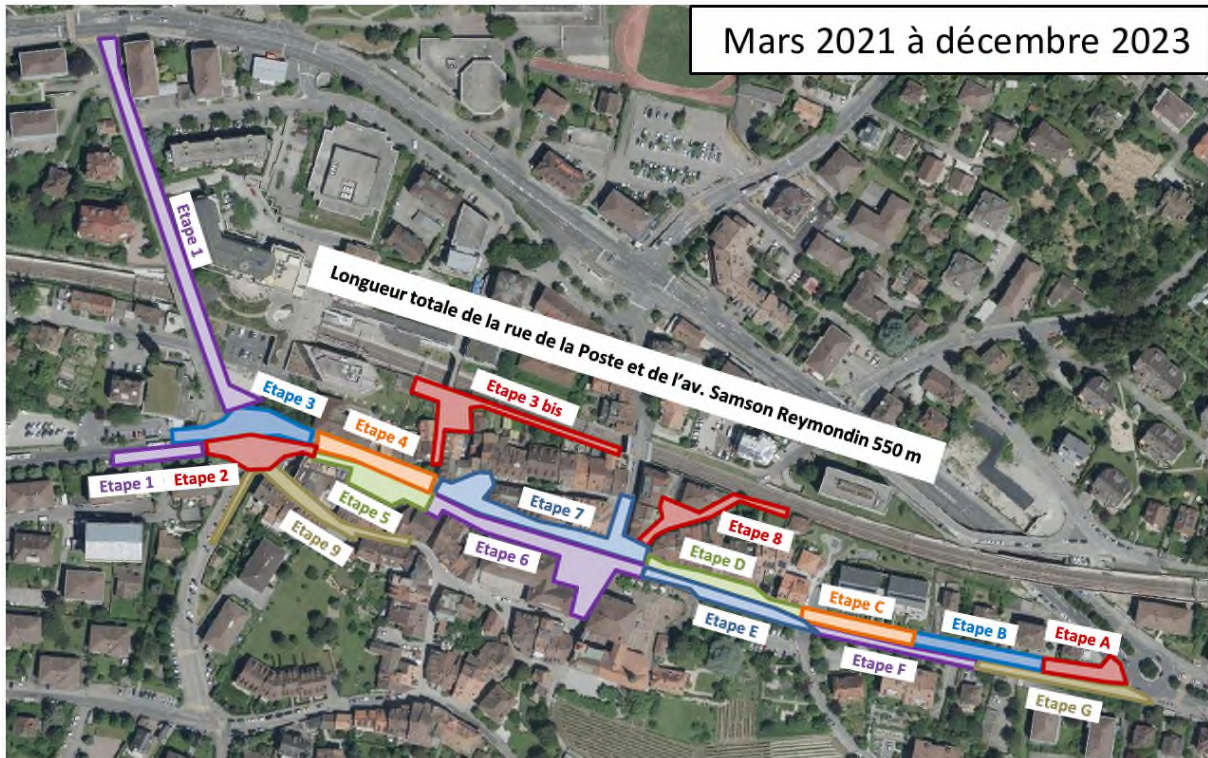 Mars 2021 à décembre 2023
Etape 1
Longueur totale de la rue de la Poste et de l'av. Samson Reymondin 550 m
Etape 3
Etape 3 bis
Etape 4
Etape 1
Etape 2
Etape 5
Etape 7
Etape 9
Etape 6
Etape 8
Etape D
Etape E
Etape C
Etape B
Etape A
Etape F
Etape G